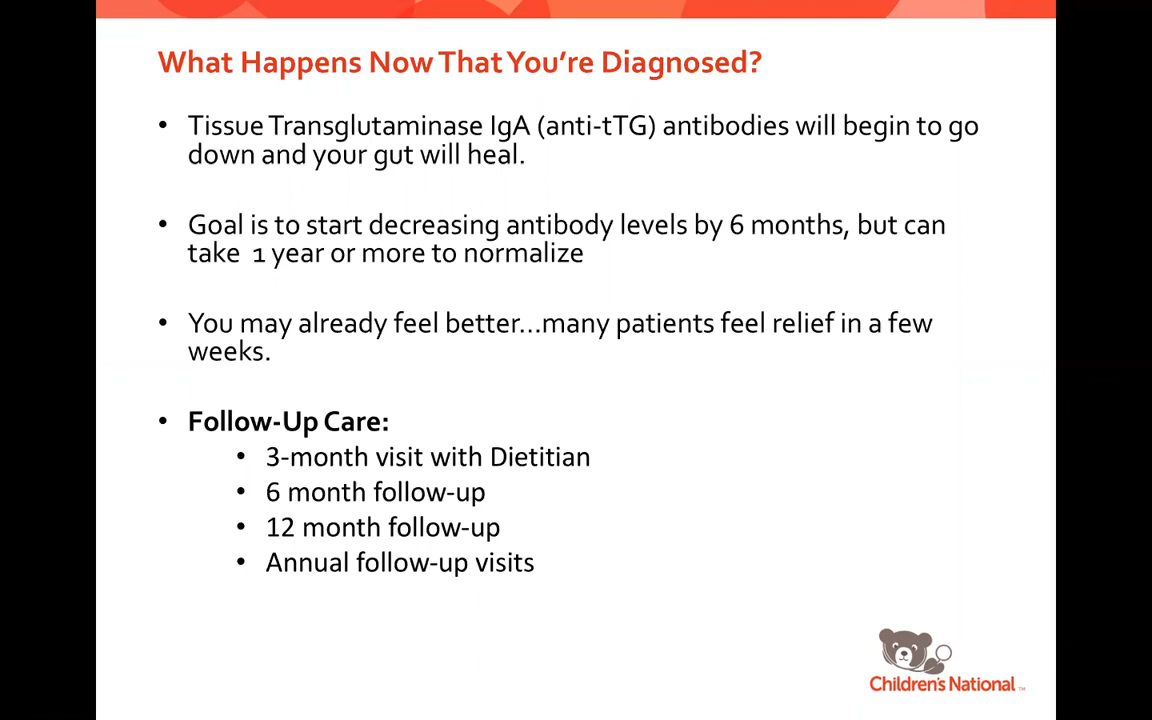 What Happens Now That You're Diagnosed?
• Tissue Transglutaminase IgA (anti-tTG) antibodies will begin to go
down and your gut will heal.
• Goal is to start decreasing antibody levels by 6 months, but can
take 1 year or more to normalize
• You may already feel better...many patients feel relief in a few
weeks.
• Follow-Up Care:
• 3-month visit with Dietitian
• 6 month follow-up
• 12 month follow-up
• Annual follow-up visits
Children's National ™